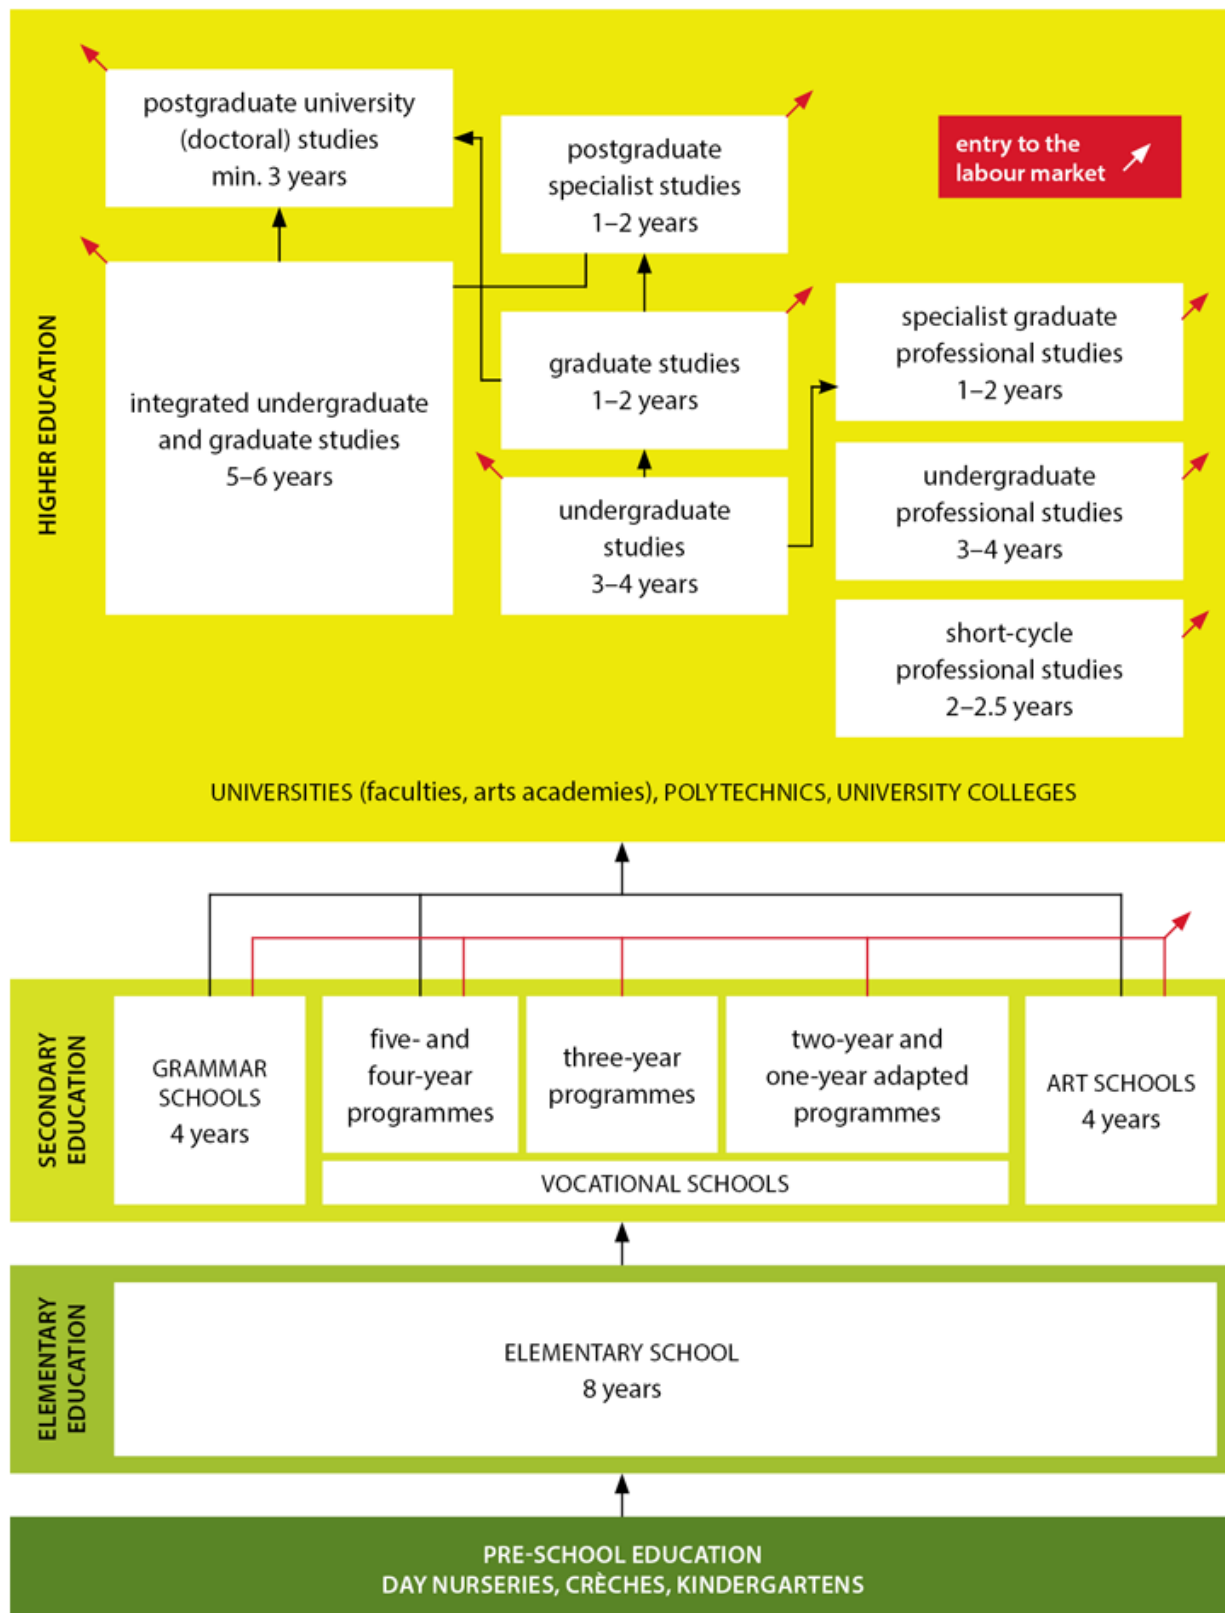 postgraduate university
(doctoral) studies
min. 3 years
postgraduate
specialist studies
1–2 years
entry to the
labour market
HIGHER EDUCATION
integrated undergraduate
and graduate studies
5–6 years
graduate studies
1–2 years
specialist graduate
professional studies
1–2 years
undergraduate
studies
3–4 years
undergraduate
professional studies
3–4 years
short-cycle
professional studies
2–2.5 years
UNIVERSITIES (faculties, arts academies), POLYTECHNICS, UNIVERSITY COLLEGES
SECONDARY
EDUCATION
GRAMMAR
SCHOOLS
4 years
five- and
four-year
programmes
three-year
programmes
two-year and
one-year adapted
programmes
ART SCHOOLS
4 years
VOCATIONAL SCHOOLS
ELEMENTARY
EDUCATION
ELEMENTARY SCHOOL
8 years
PRE-SCHOOL EDUCATION
DAY NURSERIES, CRÈCHES, KINDERGARTENS